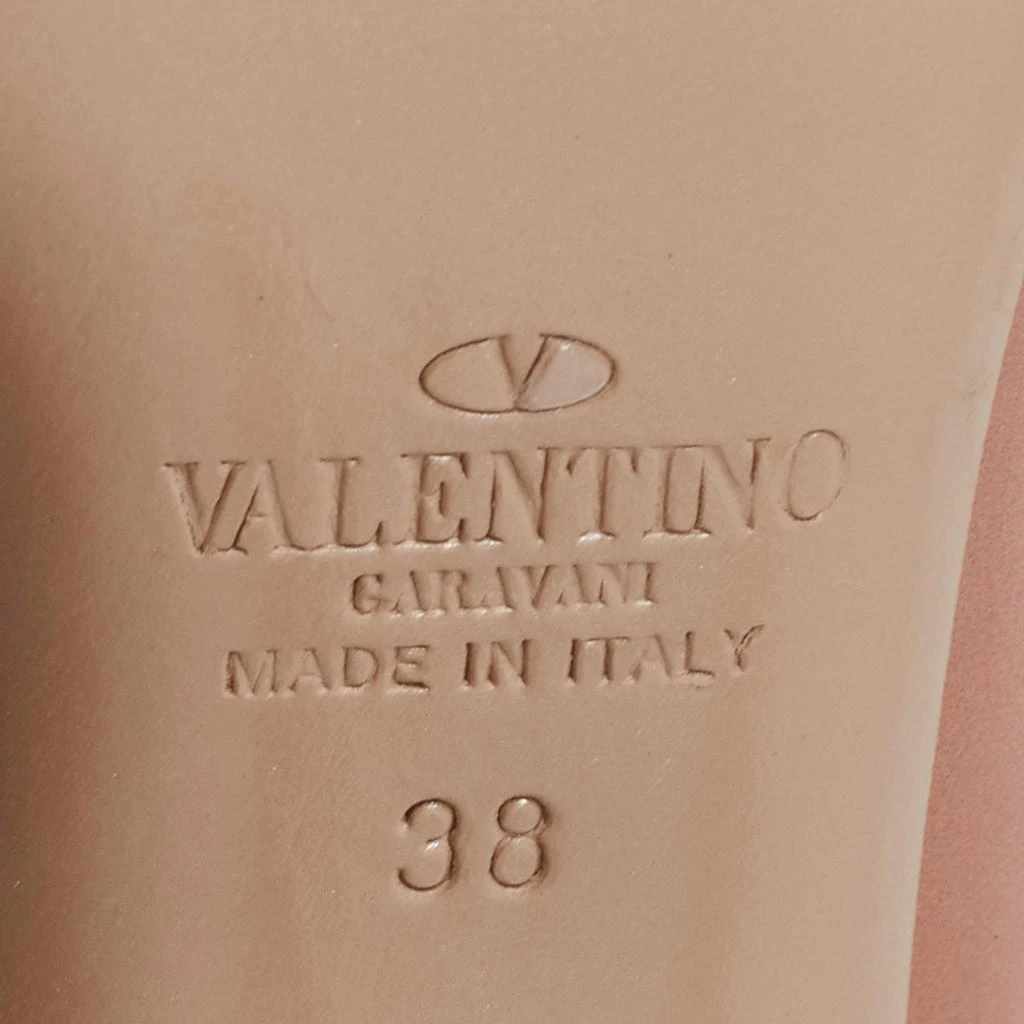 V
VALENTINO
GARAVANI
MADE IN ITALY
38